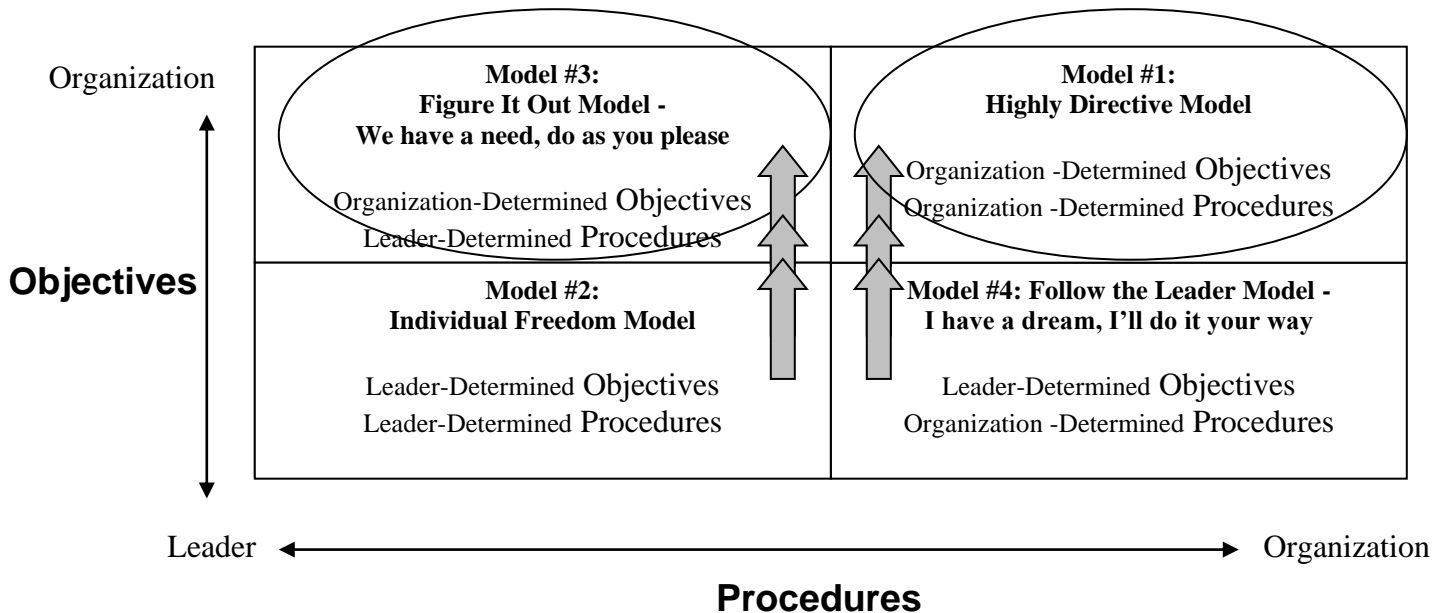 Organization
Model #3:
Figure It Out Model -
We have a need, do as you please
Organization-Determined Objectives
Leader-Determined Procedures
Model #1:
Highly Directive Model
Organization -Determined Objectives
Organization -Determined Procedures
Objectives
Model #2:
Individual Freedom Model
Leader-Determined Objectives
Leader-Determined Procedures
Model #4: Follow the Leader Model -
I have a dream, I’ll do it your way
Leader-Determined Objectives
Organization -Determined Procedures
Leader
Organization
Procedures